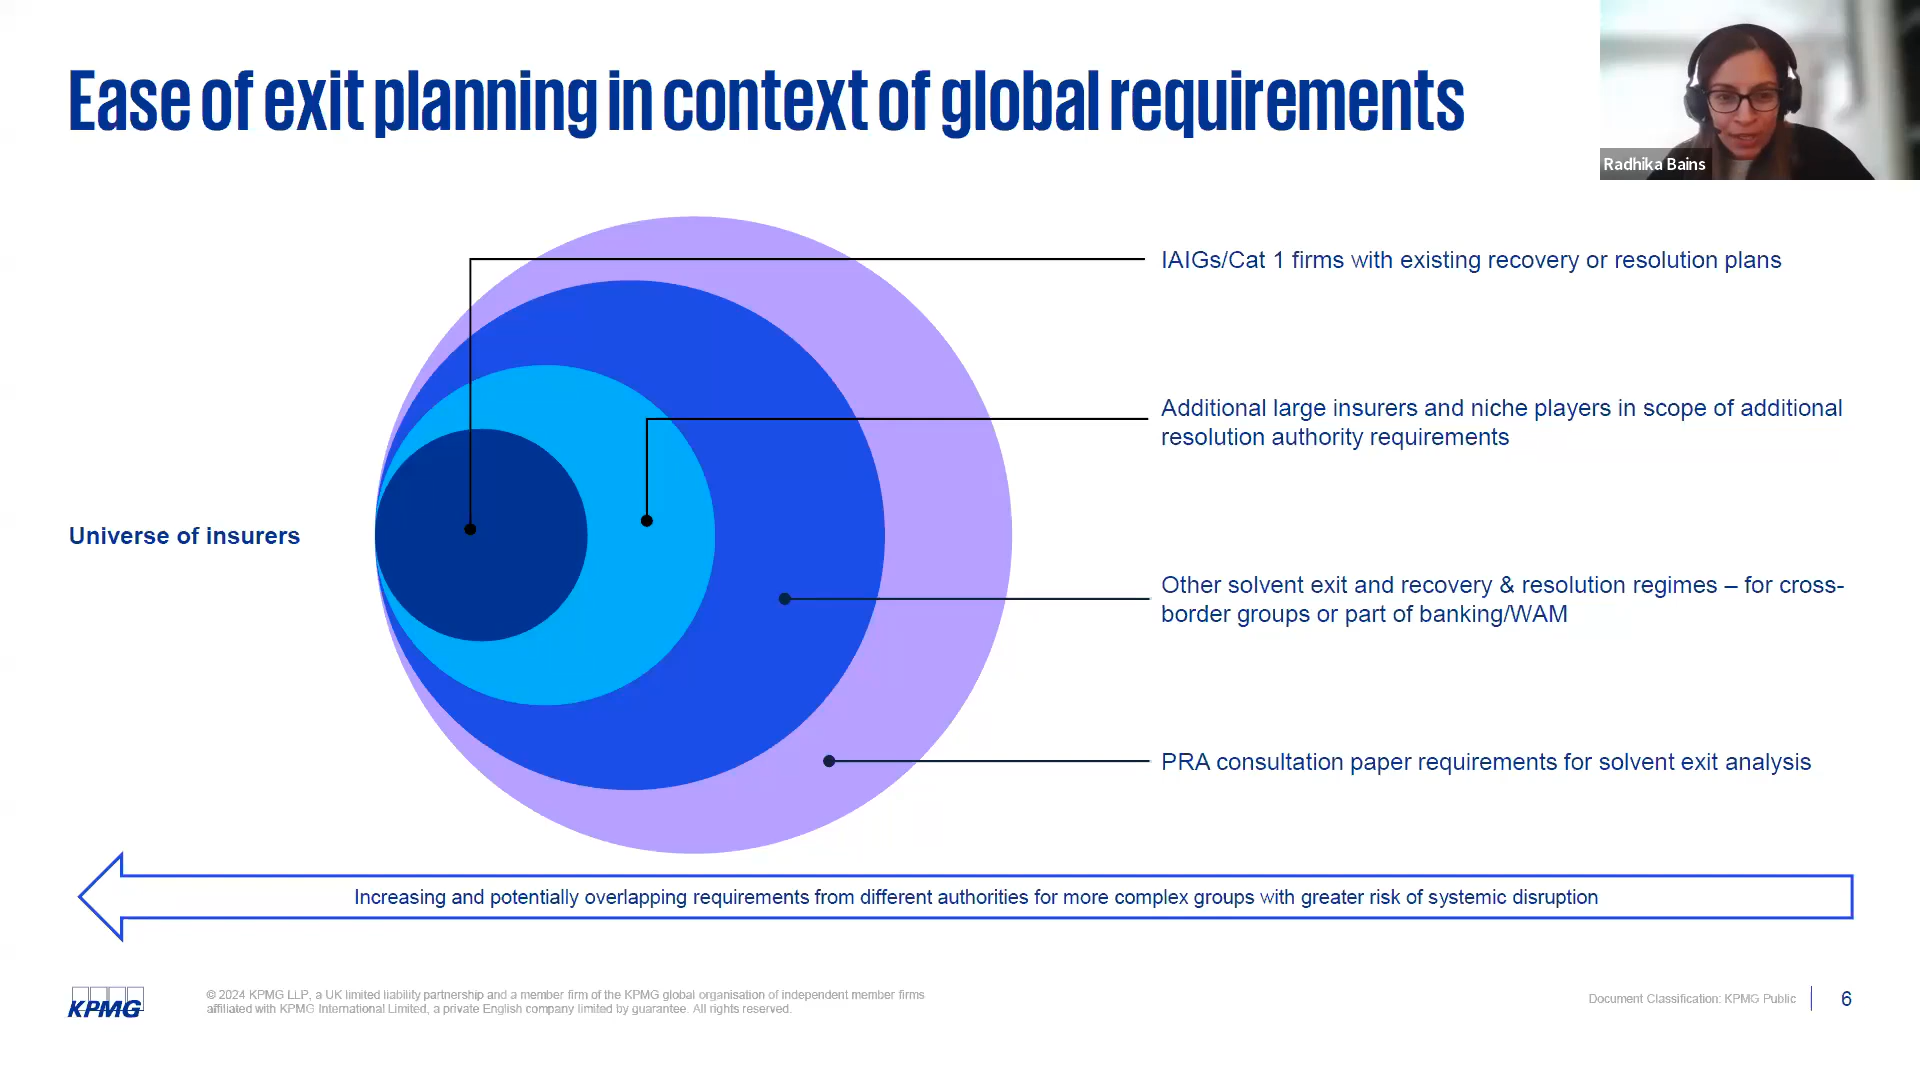 Ease of exit planning in context of global requirements
Radhika Bains
IAIGs/Cat 1 firms with existing recovery or resolution plans
Additional large insurers and niche players in scope of additional
resolution authority requirements
Universe of insurers
Other solvent exit and recovery & resolution regimes – for cross-
border groups or part of banking/WAM
PRA consultation paper requirements for solvent exit analysis
Increasing and potentially overlapping requirements from different authorities for more complex groups with greater risk of systemic disruption
KPMG
© 2024 KPMG LLP, a UK limited liability partnership and a member firm of the KPMG global organisation of independent member firms
affiliated with KPMG International Limited, a private English company limited by guarantee. All rights reserved.
Document Classification: KPMG Public
6